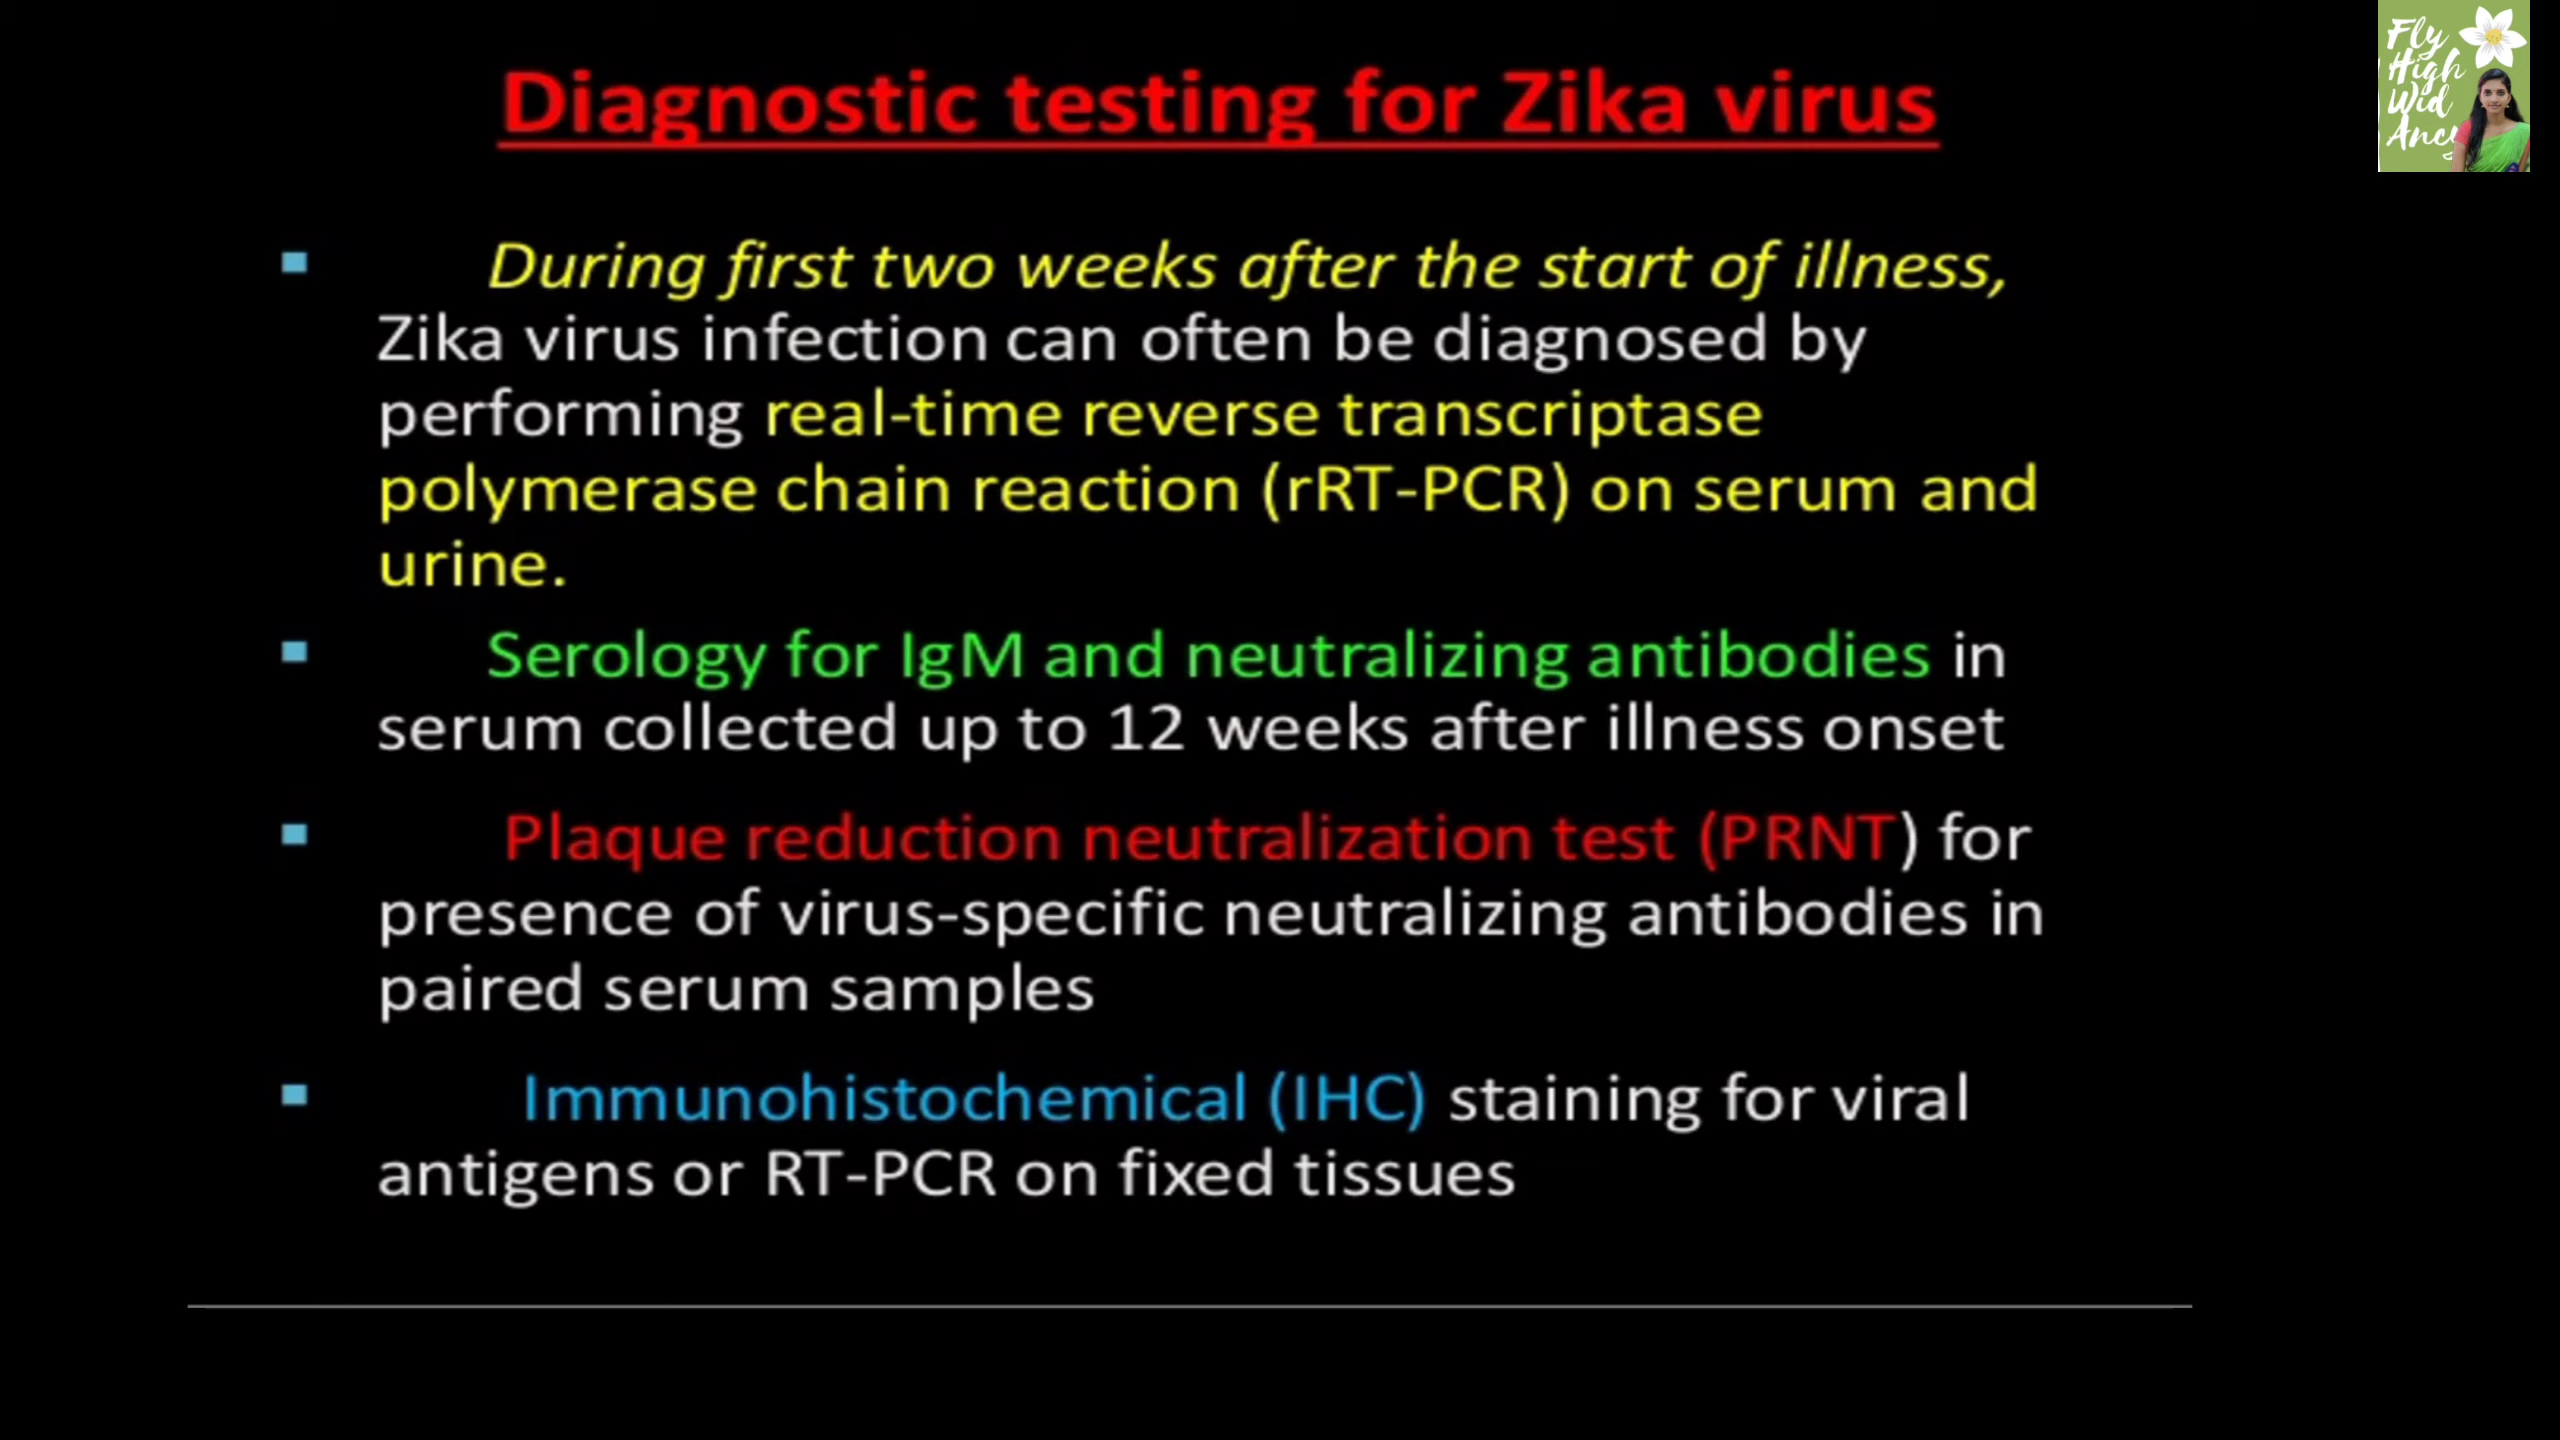 Diagnostic testing for Zika virus
Fly
High
Wid
Ancy
During first two weeks after the start of illness,
Zika virus infection can often be diagnosed by
performing real-time reverse transcriptase
polymerase chain reaction (rRT-PCR) on serum and
urine.
Serology for IgM and neutralizing antibodies in
serum collected up to 12 weeks after illness onset
Plaque reduction neutralization test (PRNT) for
presence of virus-specific neutralizing antibodies in
paired serum samples
Immunohistochemical (IHC) staining for viral
antigens or RT-PCR on fixed tissues